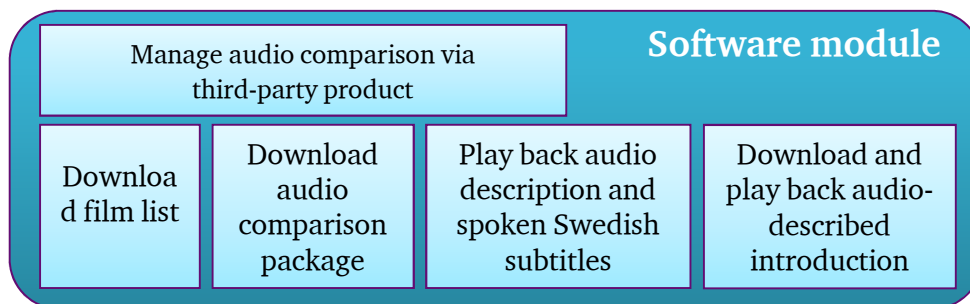 Software module
Manage audio comparison via
third-party product
Downloa
d film list
Download
audio
comparison
package
Play back audio
description and
spoken Swedish
subtitles
Download and
play back audio-
described
introduction